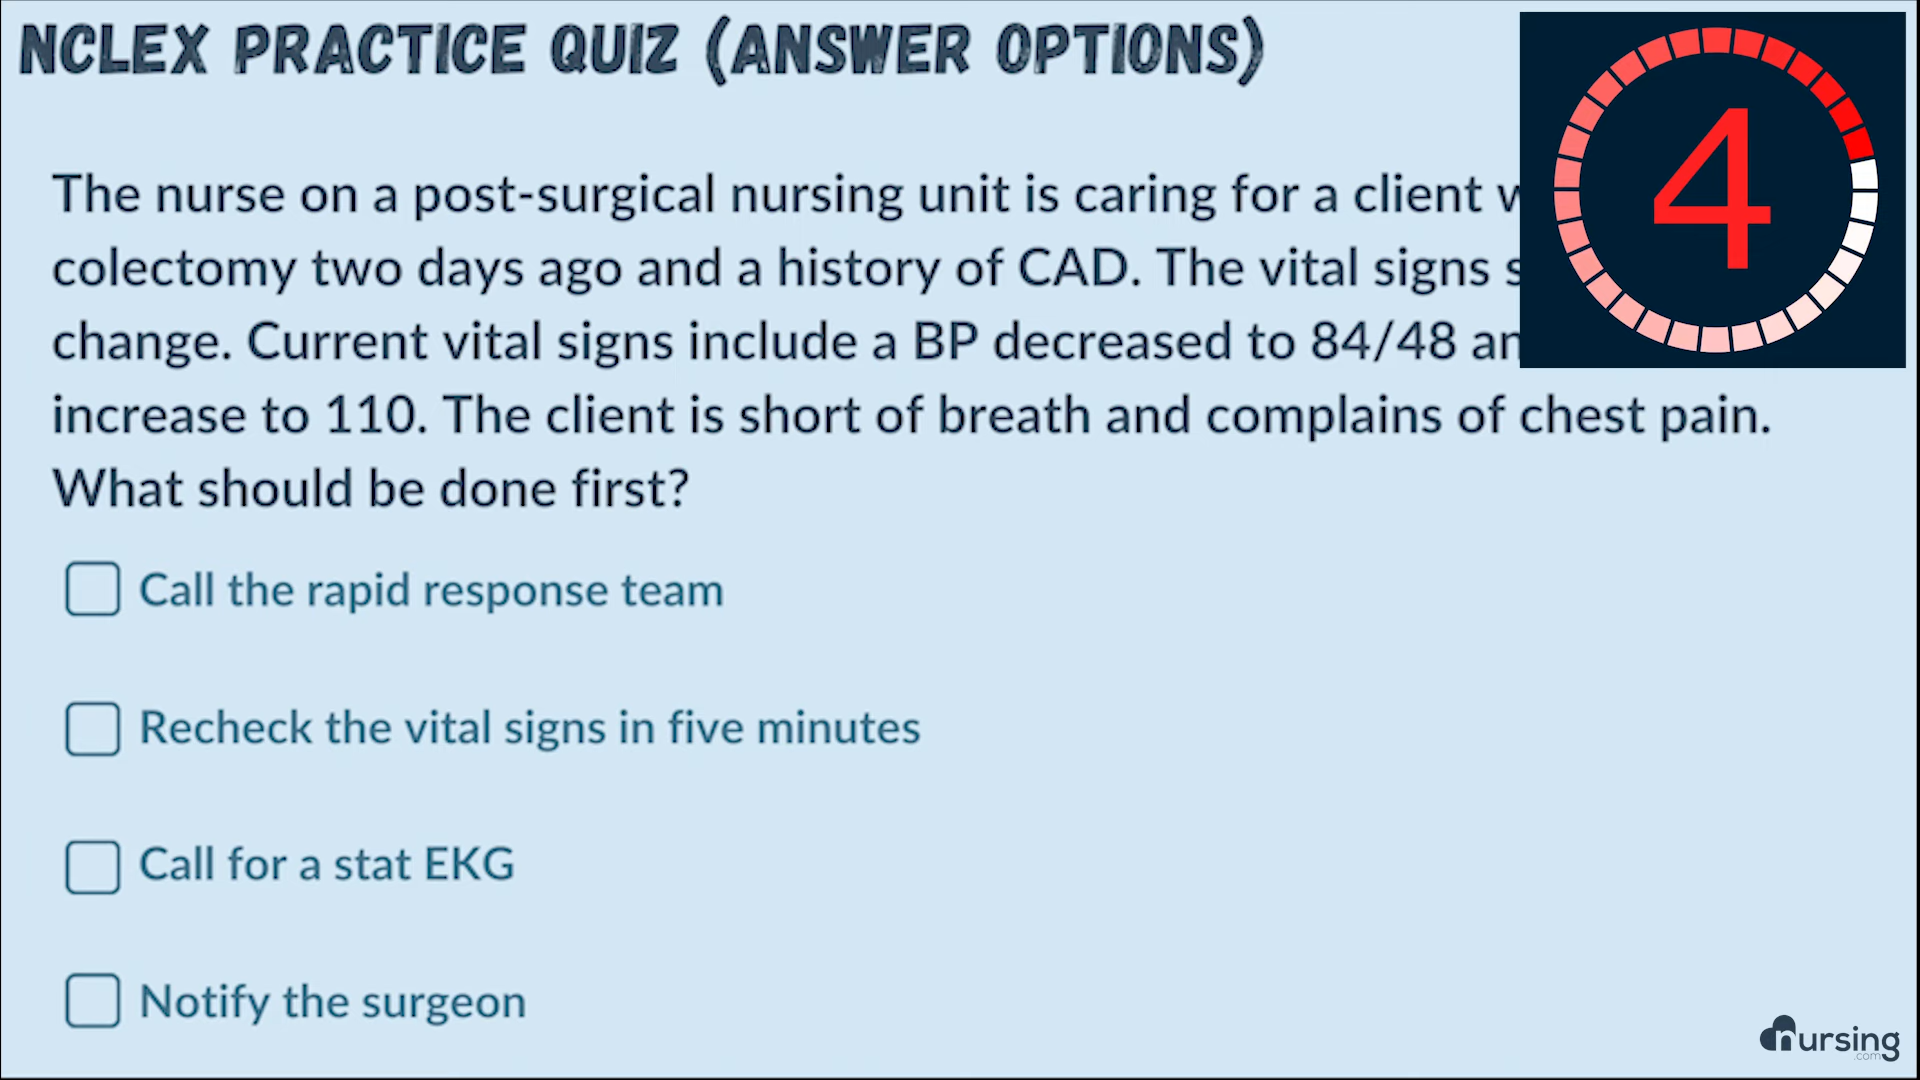 NCLEX PRACTICE QUIZ (ANSWER OPTIONS)
4
The nurse on a post-surgical nursing unit is caring for a client
colectomy two days ago and a history of CAD. The vital signs
change. Current vital signs include a BP decreased to 84/48
increase to 110. The client is short of breath and complains of chest pain.
What should be done first?
Call the rapid response team
Recheck the vital signs in five minutes
Call for a stat EKG
Notify the surgeon
nursing
.com